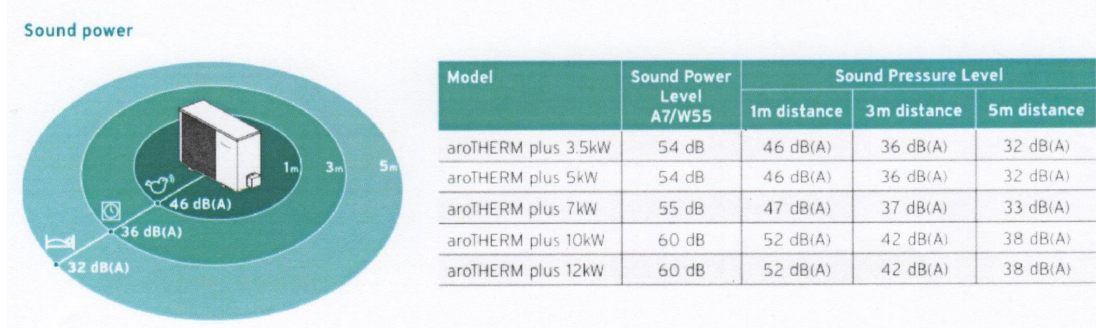 Sound power
1m 3m 5m
46 dB(A)
36 dB(A)
32 dB(A)
Model Sound Power Level A7/W55 Sound Pressure Level
1m distance 3m distance 5m distance
aroTHERM plus 3.5kW 54 dB 46 dB(A) 36 dB(A) 32 dB(A)
aroTHERM plus 5kW 54 dB 46 dB(A) 36 dB(A) 32 dB(A)
aroTHERM plus 7kW 55 dB 47 dB(A) 37 dB(A) 33 dB(A)
aroTHERM plus 10kW 60 dB 52 dB(A) 42 dB(A) 38 dB(A)
aroTHERM plus 12kW 60 dB 52 dB(A) 42 dB(A) 38 dB(A)